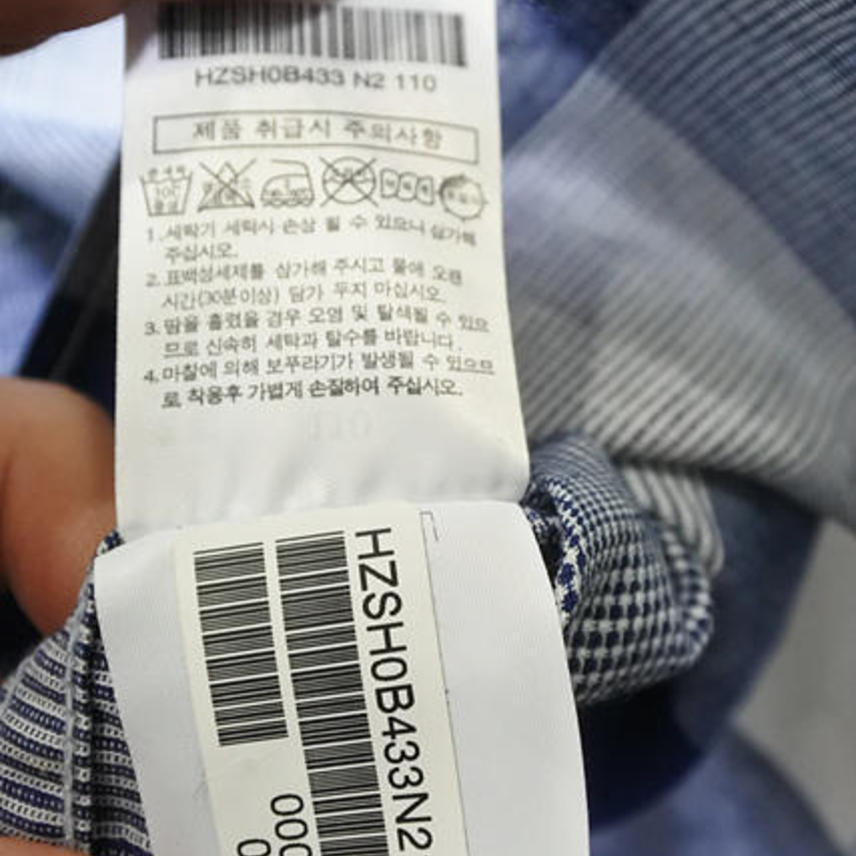 HZSH0B433 N2 110
제품 취급시 주의사항
1. 세탁기 세탁시 손상 될 수 있으니 삼가해
주십시오.
2. 표백성세제를 삼가해 주시고 물에 오랜
시간(30분이상) 담가 두지 마십시오.
3. 땀을 흘렸을 경우 오염 및 탈색될 수 있으
므로 신속히 세탁과 탈수를 바랍니다.
4. 마찰에 의해 보푸라기가 발생될 수 있으므
로 착용후 가볍게 손질하여 주십시오.
HZSH0B433N2
000